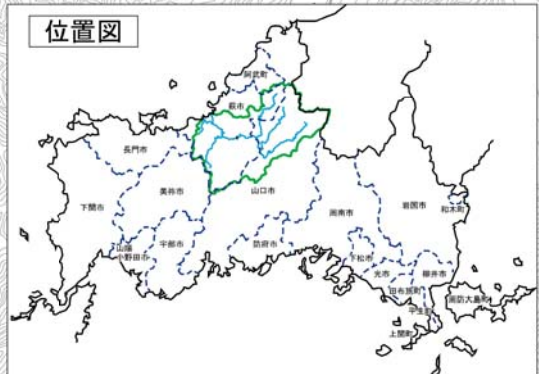 位置図
阿武町
萩市
長門市
美祢市
山口市
下関市
周南市
岩国市
和木町
山陽
小野田市
宇部市
防府市
下松市
光市
柳井市
田布施町
周防大島町
平生町
上関町